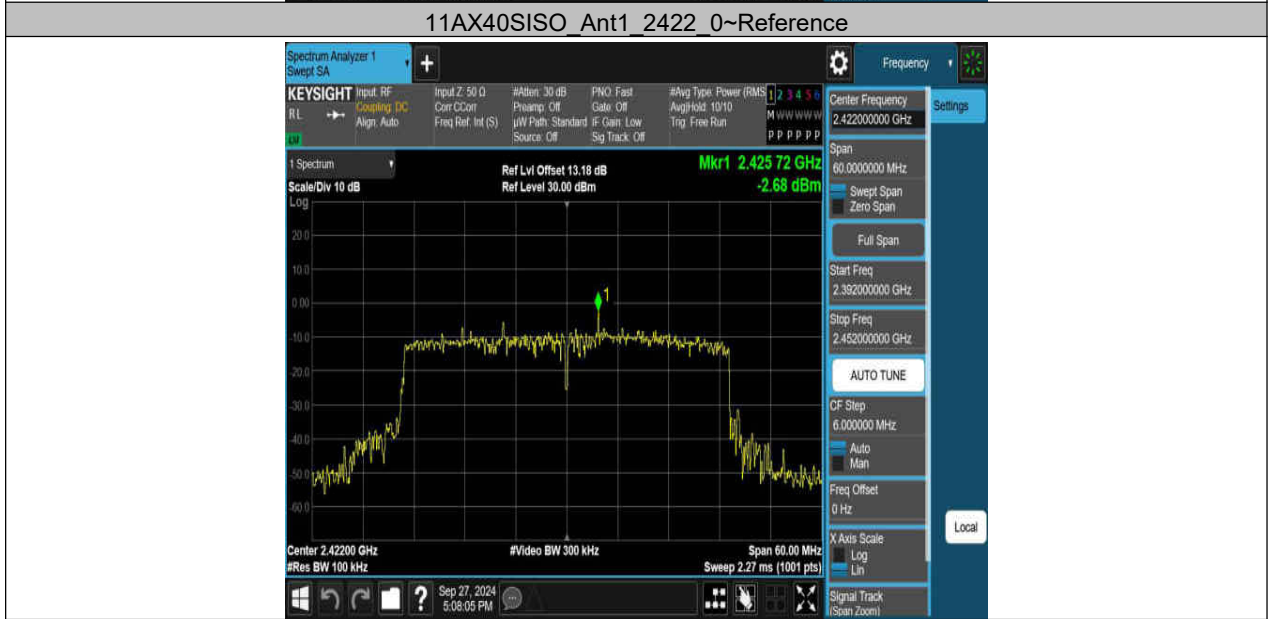 11AX40SISO_Ant1_2422_0~Reference
Spectrum Analyzer 1
Swept SA
+
Frequency
KEYSIGHT
RL
Input: RF
Coupling: DC
Align: Auto
Input Z: 50 Ω
Corr CCorr
Freq Ref: Int (S)
#Atten: 30 dB
Preamp: Off
µW Path: Standard
Source: Off
PNO: Fast
Gate: Off
IF Gain: Low
Sig Track: Off
#Avg Type: Power (RMS
Avg|Hold: 10/10
Trig: Free Run
1 2 3 4 5 6
M W W W W W
P P P P P P
Center Frequency
2.422000000 GHz
Settings
Span
60.0000000 MHz
Swept Span
Zero Span
Full Span
Start Freq
2.392000000 GHz
Stop Freq
2.452000000 GHz
AUTO TUNE
CF Step
6.000000 MHz
Auto
Man
Freq Offset
0 Hz
X Axis Scale
Log
Lin
Local
Signal Track
(Span Zoom)
1 Spectrum
Scale/Div 10 dB
Log
Ref Lvl Offset 13.18 dB
Ref Level 30.00 dBm
Mkr1 2.425 72 GHz
-2.68 dBm
1
20.0
10.0
0.00
-10.0
-20.0
-30.0
-40.0
-50.0
-60.0
Center 2.42200 GHz
#Res BW 100 kHz
#Video BW 300 kHz
Span 60.00 MHz
Sweep 2.27 ms (1001 pts)
?
Sep 27, 2024
5:08:05 PM